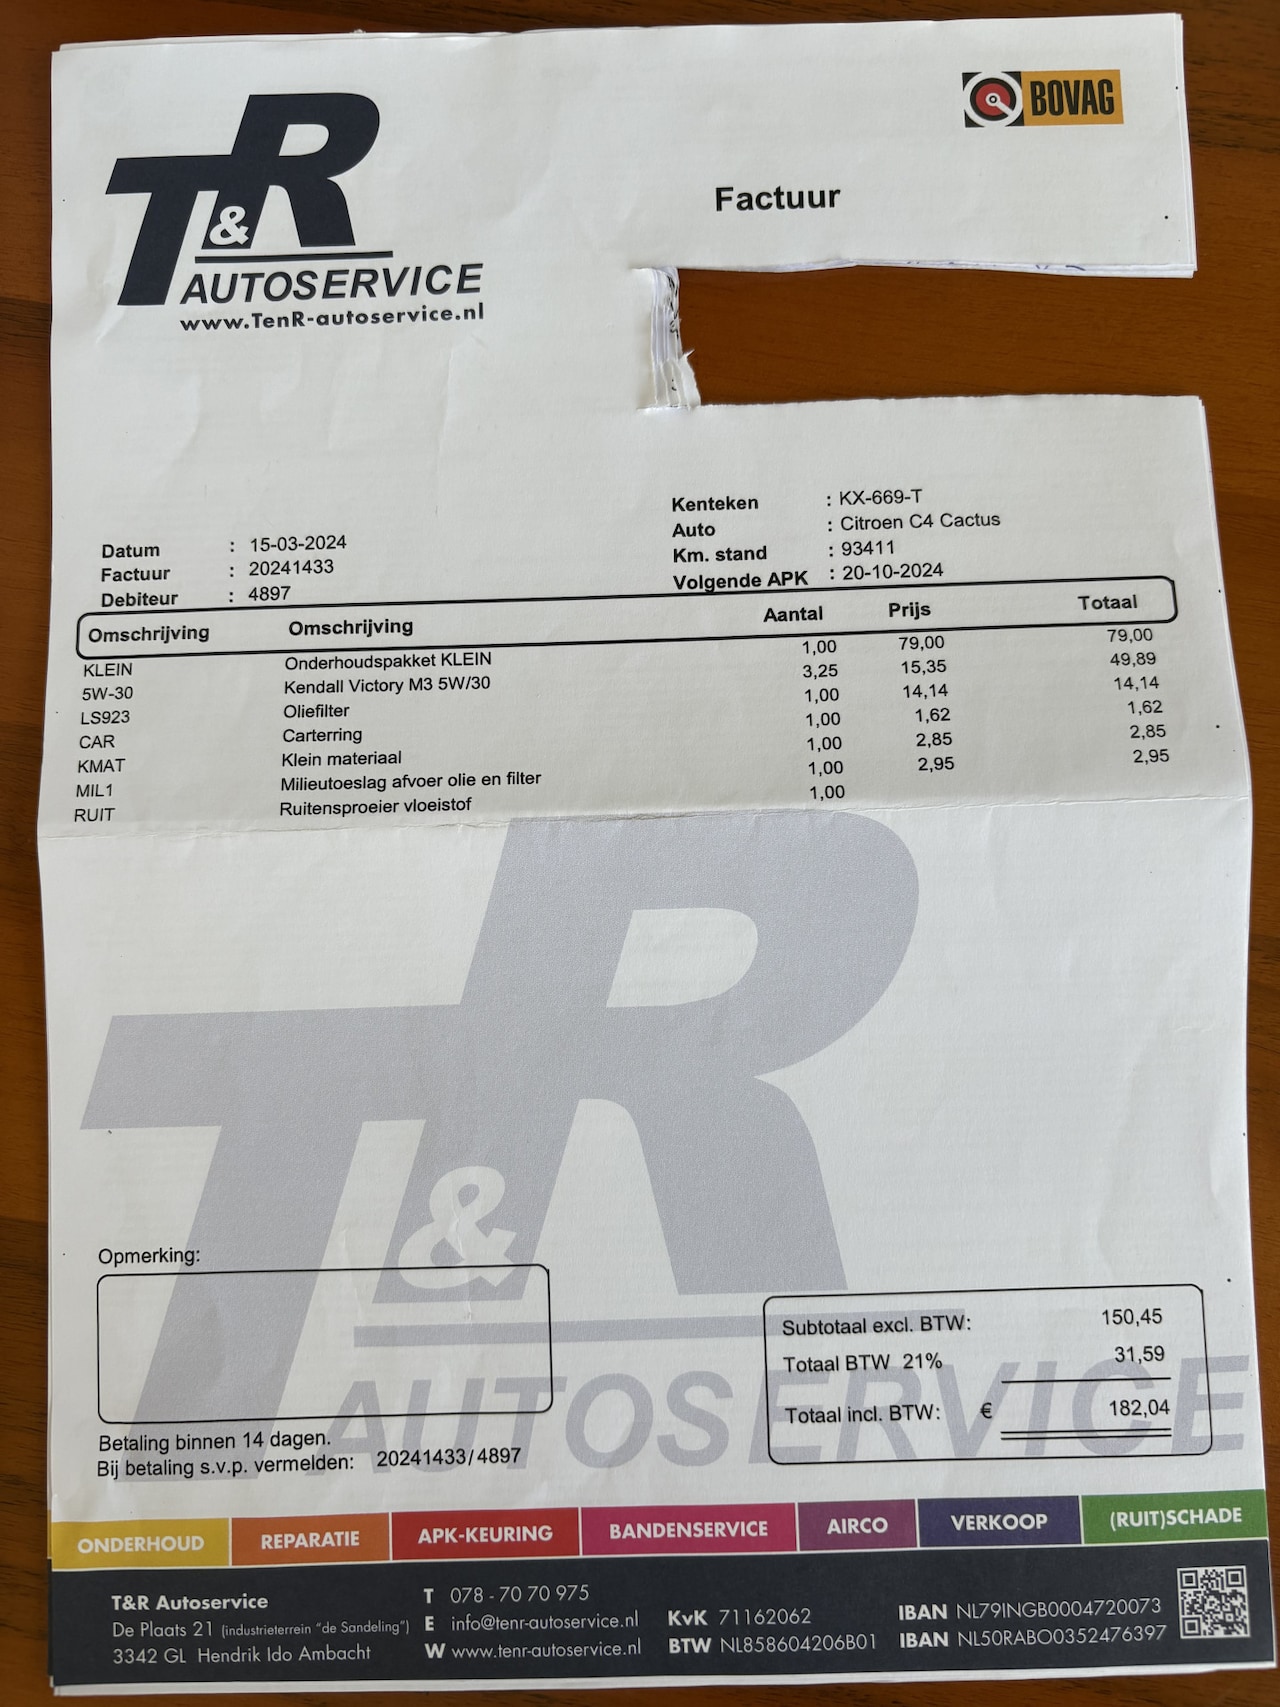 T&R
AUTOSERVICE
www.TenR-autoservice.nl
BOVAG
Factuur
Kenteken : KX-669-T
Auto : Citroen C4 Cactus
Km. stand : 93411
Volgende APK : 20-10-2024
Datum : 15-03-2024
Factuur : 20241433
Debiteur : 4897
Omschrijving Omschrijving Aantal Prijs Totaal
KLEIN Onderhoudspakket KLEIN 1,00 79,00 79,00
5W-30 Kendall Victory M3 5W/30 3,25 15,35 49,89
LS923 Oliefilter 1,00 14,14 14,14
CAR Carterring 1,00 1,62 1,62
KMAT Klein materiaal 1,00 2,85 2,85
MIL1 Milieutoeslag afvoer olie en filter 1,00 2,95 2,95
RUIT Ruitensproeier vloeistof 1,00
T&R
AUTOSERVICE
Opmerking:
Subtotaal excl. BTW: 150,45
Totaal BTW 21% 31,59
Totaal incl. BTW: € 182,04
Betaling binnen 14 dagen.
Bij betaling s.v.p. vermelden: 20241433/4897
ONDERHOUD REPARATIE APK-KEURING BANDENSERVICE AIRCO VERKOOP (RUIT)SCHADE
T&R Autoservice
De Plaats 21 (industrieterrein "de Sandeling")
3342 GL Hendrik Ido Ambacht
T 078 - 70 70 975
E info@tenr-autoservice.nl
W www.tenr-autoservice.nl
KvK 71162062
BTW NL858604206B01
IBAN NL79INGB0004720073
IBAN NL50RABO0352476397